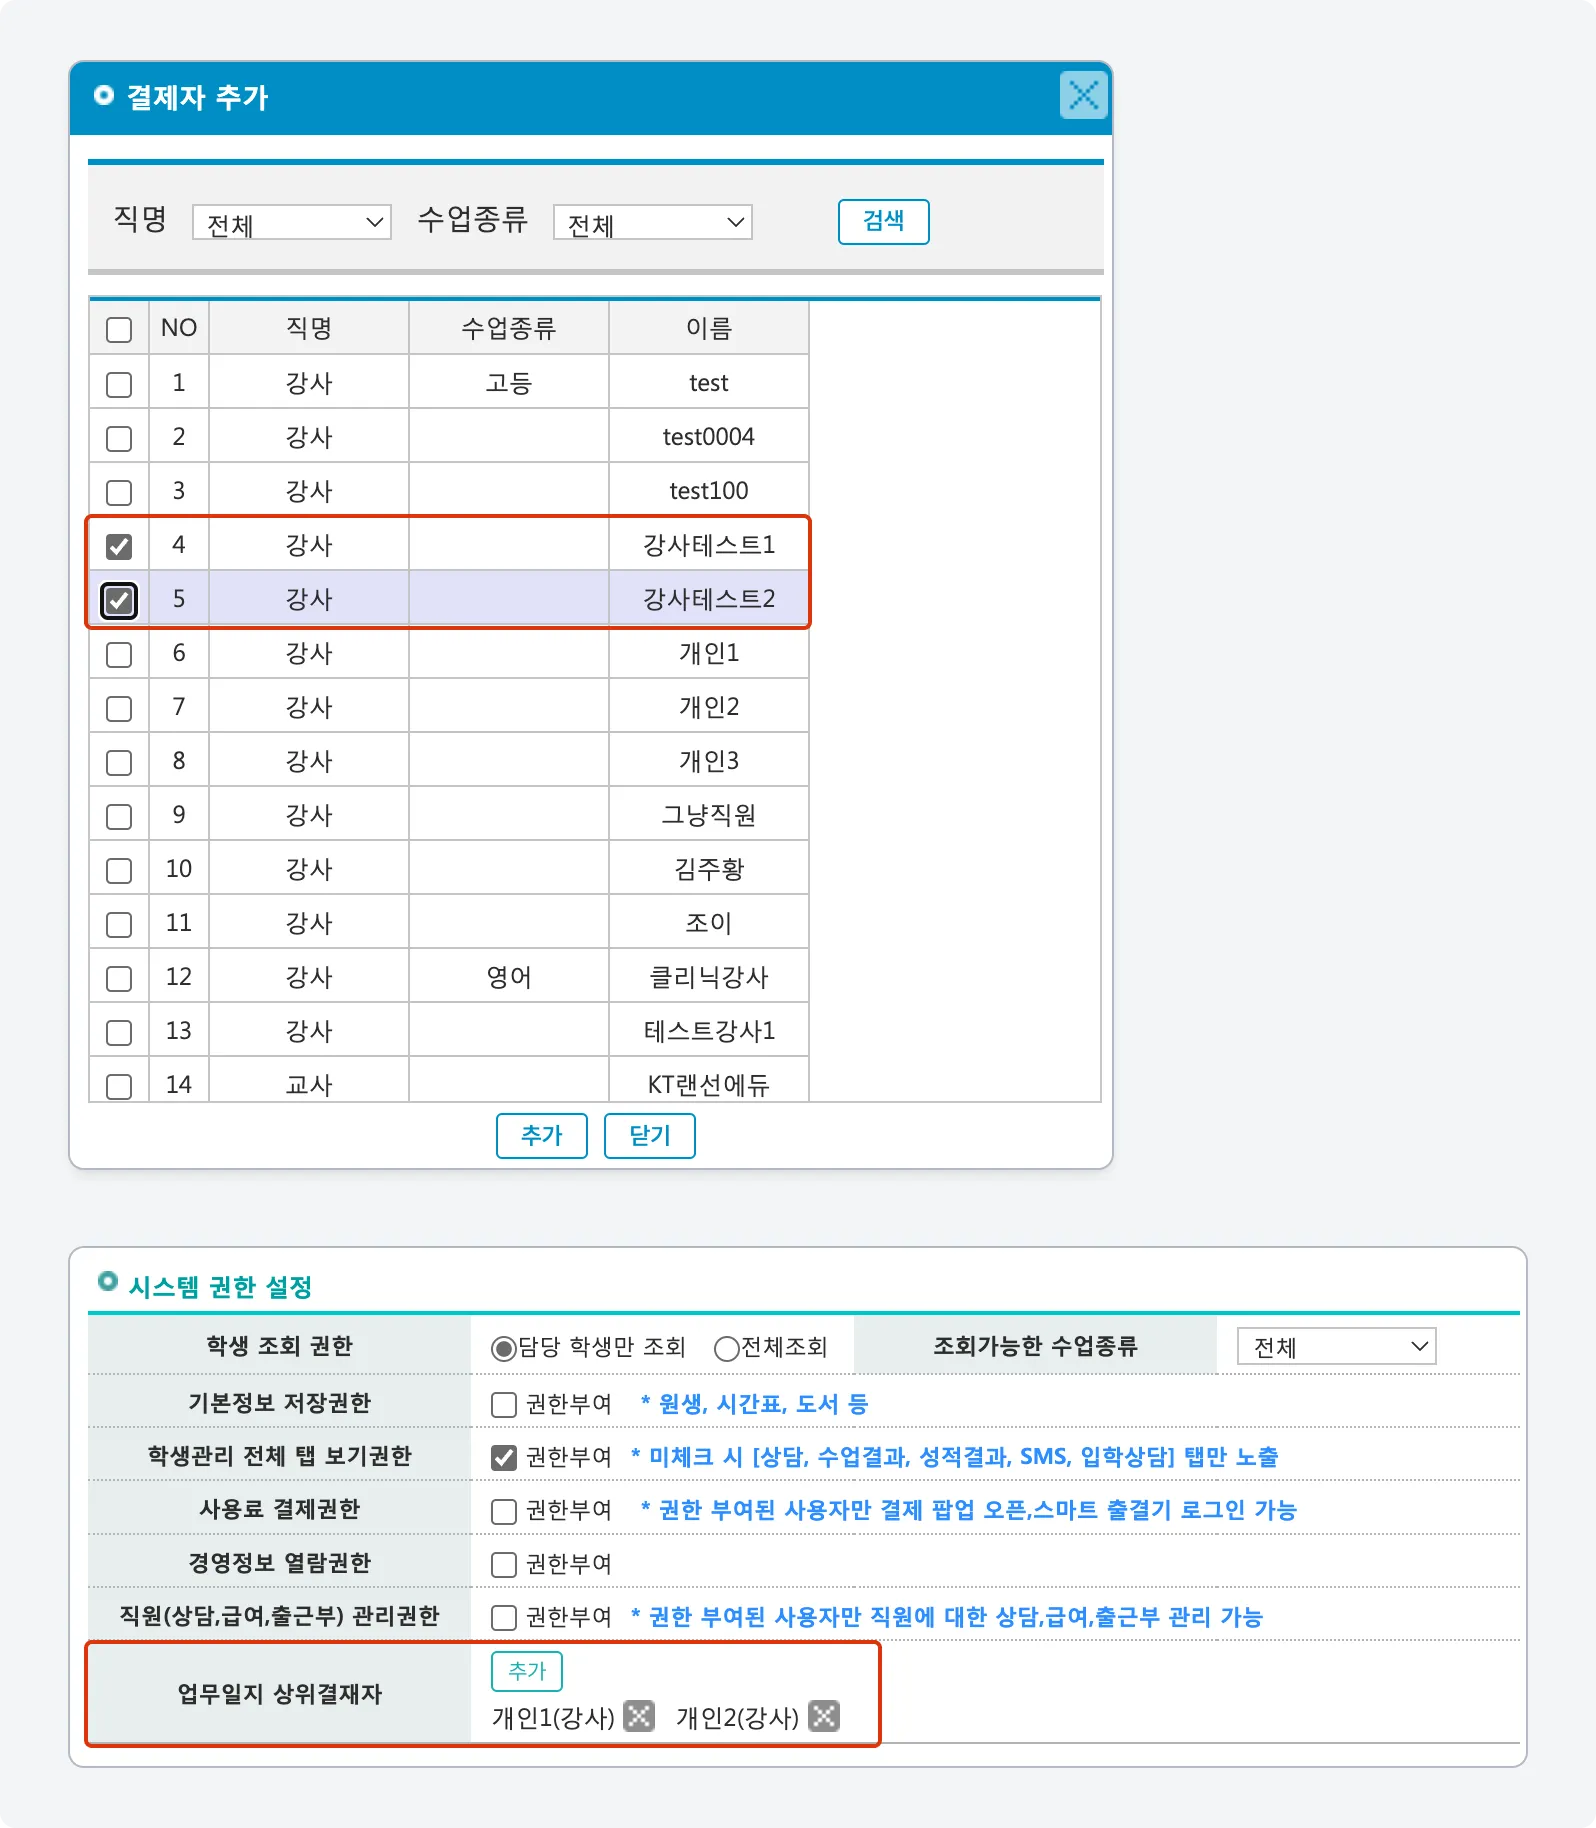 결제자 추가
직명 전체 수업종류 전체 검색
NO 직명 수업종류 이름
1 강사 고등 test
2 강사 test0004
3 강사 test100
4 강사 강사테스트1
5 강사 강사테스트2
6 강사 개인1
7 강사 개인2
8 강사 개인3
9 강사 그냥직원
10 강사 김주황
11 강사 조이
12 강사 영어 클리닉강사
13 강사 테스트강사1
14 교사 KT랜선에듀
추가 닫기
시스템 권한 설정
학생 조회 권한 담당 학생만 조회 전체조회 조회가능한 수업종류 전체
기본정보 저장권한 권한부여 * 원생, 시간표, 도서 등
학생관리 전체 탭 보기권한 권한부여 * 미체크 시 [상담, 수업결과, 성적결과, SMS, 입학상담] 탭만 노출
사용료 결제권한 권한부여 * 권한 부여된 사용자만 결제 팝업 오픈,스마트 출결기 로그인 가능
경영정보 열람권한 권한부여
직원(상담,급여,출근부) 관리권한 권한부여 * 권한 부여된 사용자만 직원에 대한 상담,급여,출근부 관리 가능
업무일지 상위결재자 추가
개인1(강사) 개인2(강사)